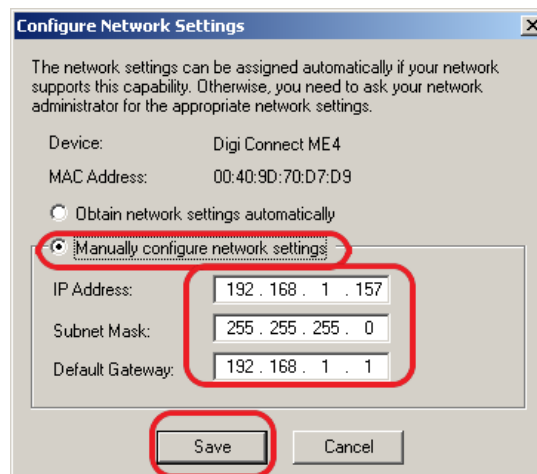 Configure Network Settings
The network settings can be assigned automatically if your network
supports this capability. Otherwise, you need to ask your network
administrator for the appropriate network settings.
Device: Digi Connect ME4
MAC Address: 00:40:9D:70:D7:D9
Obtain network settings automatically
Manually configure network settings
IP Address: 192 . 168 . 1 . 157
Subnet Mask: 255 . 255 . 255 . 0
Default Gateway: 192 . 168 . 1 . 1
Save Cancel